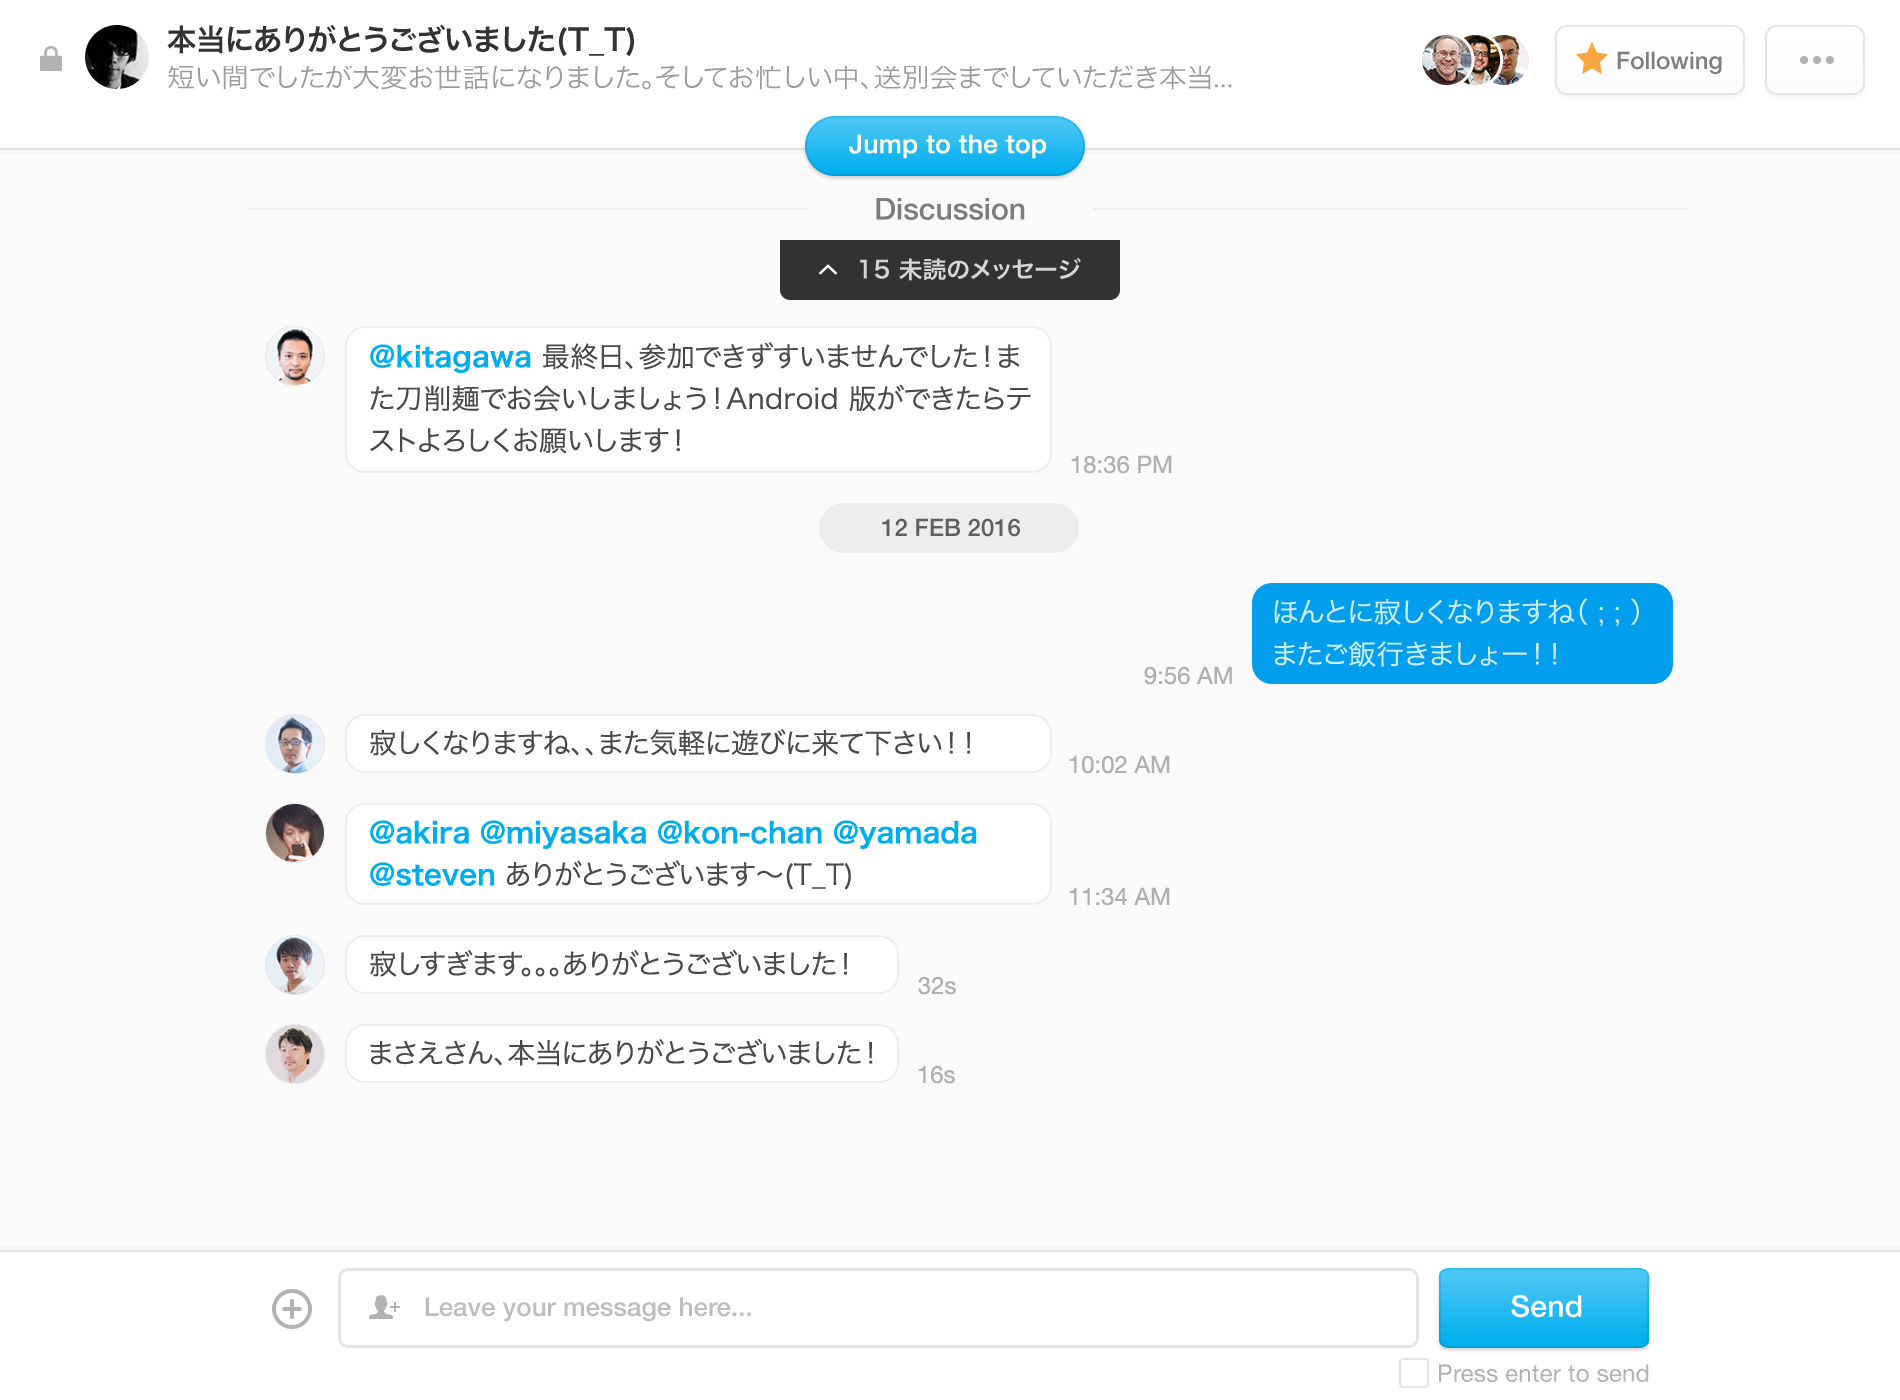 本当にありがとうございました(T_T)
短い間でしたが大変お世話になりました。そしてお忙しい中、送別会までしていただき本当...
Following
Jump to the top
Discussion
15 未読のメッセージ
@kitagawa 最終日、参加できずすいませんでした！ま
た刀削麺でお会いしましょう！Android 版ができたらテ
ストよろしくお願いします！
18:36 PM
12 FEB 2016
ほんとに寂しくなりますね（ ; ; ）
またご飯行きましょー！！
9:56 AM
寂しくなりますね、、また気軽に遊びに来て下さい！！
10:02 AM
@akira @miyasaka @kon-chan @yamada
@steven ありがとうございます〜(T_T)
11:34 AM
寂しすぎます。。。ありがとうございました！
32s
まさえさん、本当にありがとうございました！
16s
Leave your message here...
Send
Press enter to send